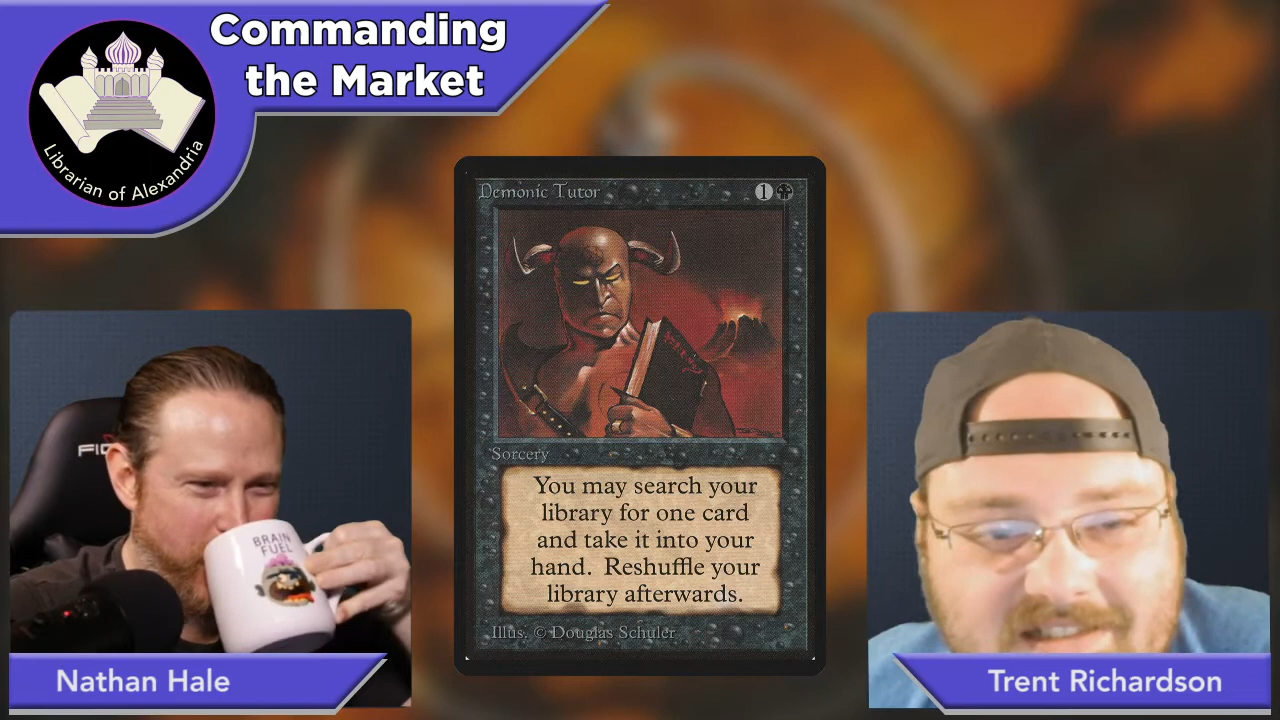 Commanding
the Market
Librarian of Alexandria
Demonic Tutor 1
Sorcery
You may search your
library for one card
and take it into your
hand. Reshuffle your
library afterwards.
Illus. © Douglas Schuler
BRAIN
FUEL
Nathan Hale
Trent Richardson